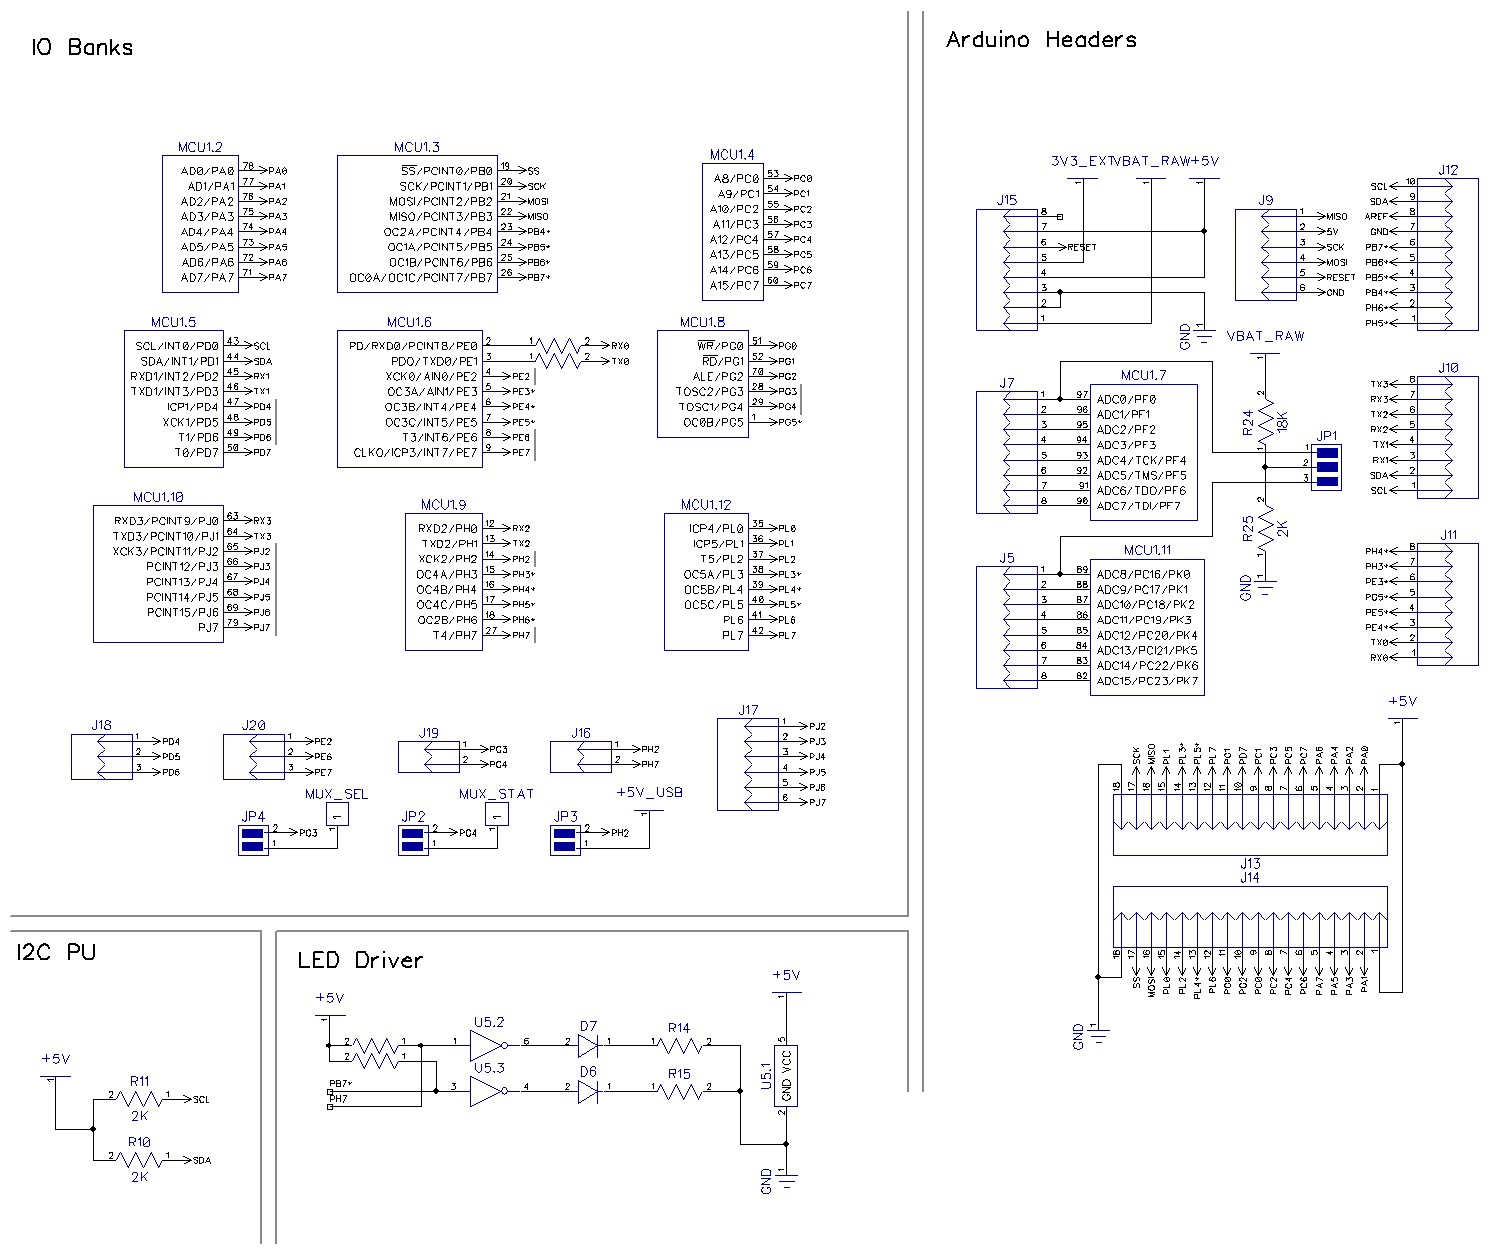 IO Banks
MCU1.2
AD0/PA0 78 PA0
AD1/PA1 77 PA1
AD2/PA2 76 PA2
AD3/PA3 75 PA3
AD4/PA4 74 PA4
AD5/PA5 73 PA5
AD6/PA6 72 PA6
AD7/PA7 71 PA7
MCU1.3
SS/PCINT0/PB0 19 SS
SCK/PCINT1/PB1 20 SCK
MOSI/PCINT2/PB2 21 MOSI
MISO/PCINT3/PB3 22 MISO
OC2A/PCINT4/PB4 23 PB4*
OC1A/PCINT5/PB5 24 PB5*
OC1B/PCINT6/PB6 25 PB6*
OC0A/OC1C/PCINT7/PB7 26 PB7*
MCU1.4
A8/PC0 53 PC0
A9/PC1 54 PC1
A10/PC2 55 PC2
A11/PC3 56 PC3
A12/PC4 57 PC4
A13/PC5 58 PC5
A14/PC6 59 PC6
A15/PC7 60 PC7
MCU1.5
SCL/INT0/PD0 43 SCL
SDA/INT1/PD1 44 SDA
RXD1/INT2/PD2 45 RX1
TXD1/INT3/PD3 46 TX1
ICP1/PD4 47 PD4
XCK1/PD5 48 PD5
T1/PD6 49 PD6
T0/PD7 50 PD7
MCU1.6
PD/RXD0/PCINT8/PE0 2 1 2 RX0
PDO/TXD0/PE1 3 1 2 TX0
XCK0/AIN0/PE2 4 PE2
OC3A/AIN1/PE3 5 PE3*
OC3B/INT4/PE4 6 PE4*
OC3C/INT5/PE5 7 PE5*
T3/INT6/PE6 8 PE6
CLKO/ICP3/INT7/PE7 9 PE7
MCU1.8
WR/PG0 51 PG0
RD/PG1 52 PG1
ALE/PG2 70 PG2
TOSC2/PG3 28 PG3
TOSC1/PG4 29 PG4
OC0B/PG5 1 PG5*
MCU1.10
RXD3/PCINT9/PJ0 63 RX3
TXD3/PCINT10/PJ1 64 TX3
XCK3/PCINT11/PJ2 65 PJ2
PCINT12/PJ3 66 PJ3
PCINT13/PJ4 67 PJ4
PCINT14/PJ5 68 PJ5
PCINT15/PJ6 69 PJ6
PJ7 79 PJ7
MCU1.9
RXD2/PH0 12 RX2
TXD2/PH1 13 TX2
XCK2/PH2 14 PH2
OC4A/PH3 15 PH3*
OC4B/PH4 16 PH4*
OC4C/PH5 17 PH5*
OC2B/PH6 18 PH6*
T4/PH7 27 PH7
MCU1.12
ICP4/PL0 35 PL0
ICP5/PL1 36 PL1
T5/PL2 37 PL2
OC5A/PL3 38 PL3*
OC5B/PL4 39 PL4*
OC5C/PL5 40 PL5*
PL6 41 PL6
PL7 42 PL7
J18
1 PD4
2 PD5
3 PD6
J20
1 PE2
2 PE6
3 PE7
J19
1 PG3
2 PG4
J16
1 PH2
2 PH7
J17
1 PJ2
2 PJ3
3 PJ4
4 PJ5
5 PJ6
6 PJ7
MUX_SEL
1
JP4
2 PG3
1
1
MUX_STAT
1
JP2
2 PG4
1
1
+5V_USB
JP3
2 PH2
1
1
I2C PU
+5V
1
R11
2 1 SCL
2K
R10
2 1 SDA
2K
LED Driver
+5V
1
2 1
2 1
PB7*
PH7
U5.2
1 6
U5.3
3 4
D7
2 1
D6
2 1
R14
1 2
R15
1 2
+5V
1
5
U5.1
GND VCC
2
1
GND
Arduino Headers
3V3_EXT VBAT_RAW +5V
1 1 1
J15
8
7
6 RESET
5
4
3
2
1
1
GND
J9
1 MISO
2 5V
3 SCK
4 MOSI
5 RESET
6 GND
J12
SCL 10
SDA 9
AREF 8
GND 7
PB7* 6
PB6* 5
PB5* 4
PB4* 3
PH6* 2
PH5* 1
VBAT_RAW
1
2
R24
18K
1
2
R25
2K
1
1
GND
JP1
1
2
3
J7
MCU1.7
1 97 ADC0/PF0
2 96 ADC1/PF1
3 95 ADC2/PF2
4 94 ADC3/PF3
5 93 ADC4/TCK/PF4
6 92 ADC5/TMS/PF5
7 91 ADC6/TDO/PF6
8 90 ADC7/TDI/PF7
J10
TX3 8
RX3 7
TX2 6
RX2 5
TX1 4
RX1 3
SDA 2
SCL 1
J5
MCU1.11
1 89 ADC8/PC16/PK0
2 88 ADC9/PC17/PK1
3 87 ADC10/PC18/PK2
4 86 ADC11/PC19/PK3
5 85 ADC12/PC20/PK4
6 84 ADC13/PCI21/PK5
7 83 ADC14/PC22/PK6
8 82 ADC15/PC23/PK7
J11
PH4* 8
PH3* 7
PE3* 6
PG5* 5
PE5* 4
PE4* 3
TX0 2
RX0 1
+5V
1
SCK MISO PL1 PL3* PL5* PL7 PG1 PD7 PC1 PC3 PC5 PC7 PA6 PA4 PA2 PA0
18 17 16 15 14 13 12 11 10 9 8 7 6 5 4 3 2 1
J13
J14
18 17 16 15 14 13 12 11 10 9 8 7 6 5 4 3 2 1
SS MOSI PL0 PL2 PL4* PL6 PG0 PG2 PC0 PC2 PC4 PC6 PA7 PA5 PA3 PA1
1
GND